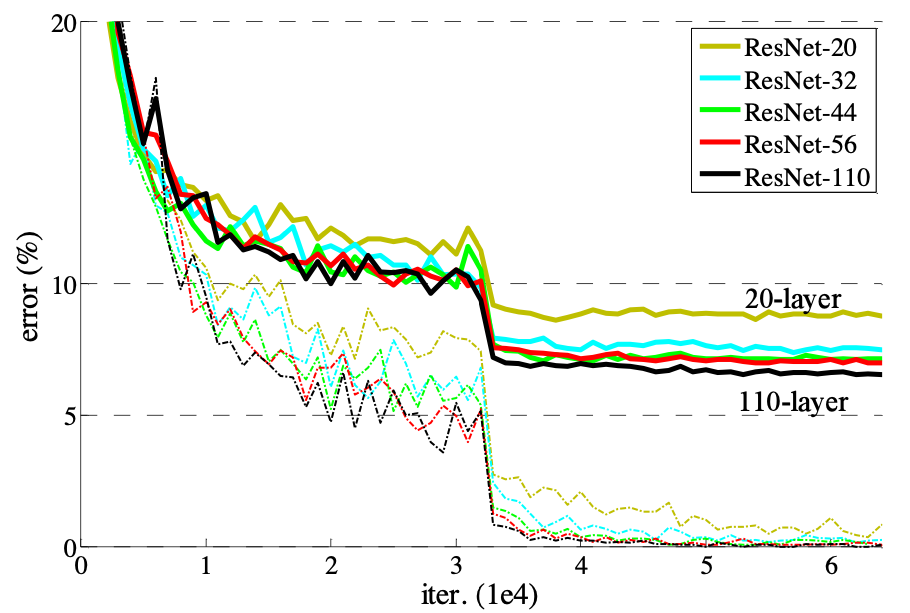 20
ResNet-20
ResNet-32
ResNet-44
ResNet-56
ResNet-110
error (%)
10
20-layer
110-layer
5
0
0 1 2 3 4 5 6
iter. (1e4)